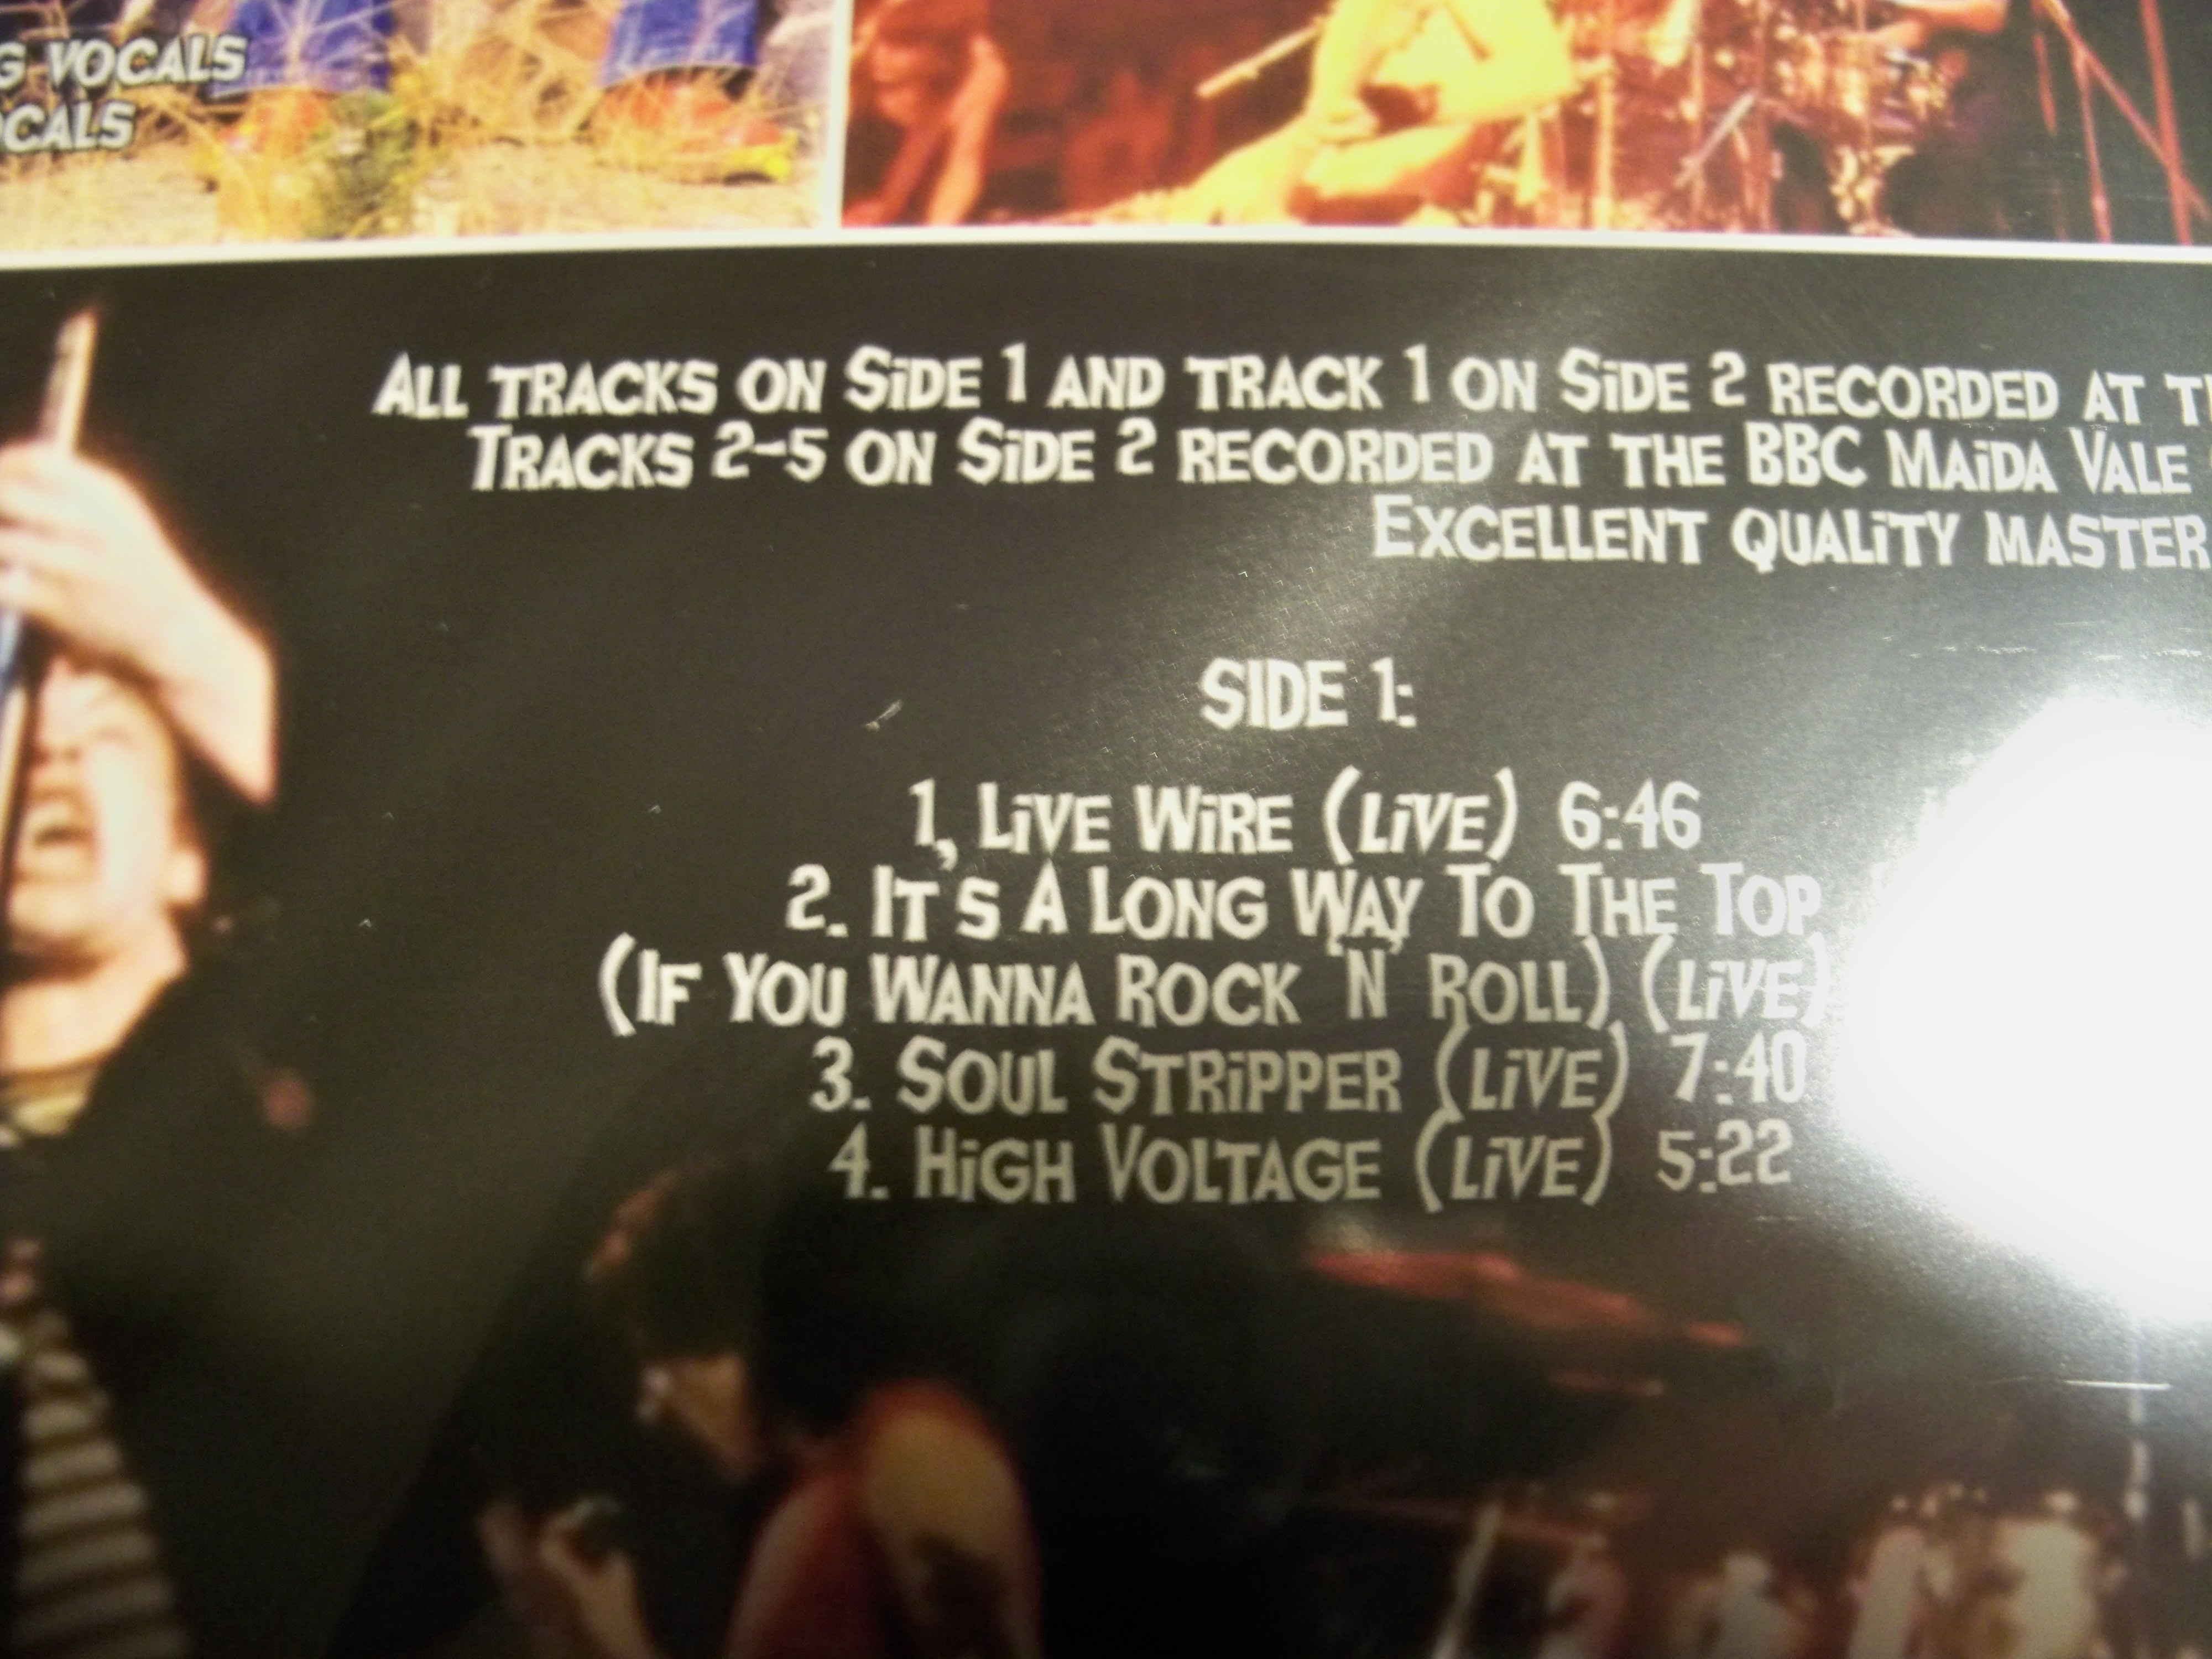 VOCALS
ALL TRACKS ON SiDE 1 AND TRACK 1 ON SiDE 2 RECORDED AT
TRACKS 2-5 ON SiDE 2 RECORDED AT THE BBC MAiDA VALE
EXCELLENT QUALiTY MASTER
SIDE 1:
1, LiVE WiRE (LiVE) 6:46
2. IT'S A LONG WAY TO THE TOP
(IF YOU WANNA ROCK 'N' ROLL) (LiVE)
3. SOUL STRiPPER (LiVE) 7:40
4. HiGH VOLTAGE (LiVE) 5:22